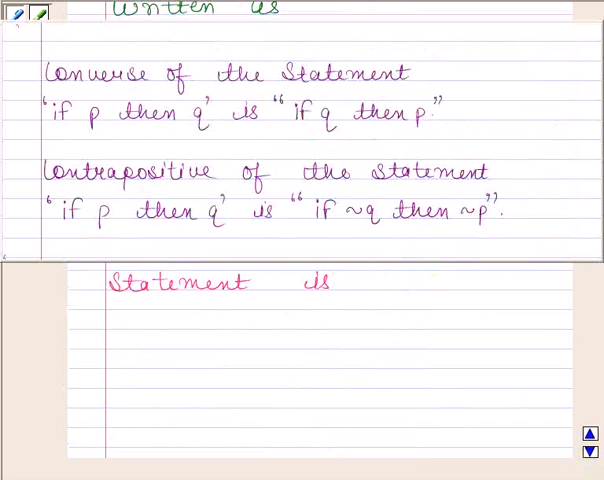 written is
Converse of the Statement
'if p then q' is "if q then p."
Contrapositive of the Statement
'if p then q' is "if ~q then ~p".
Statement is